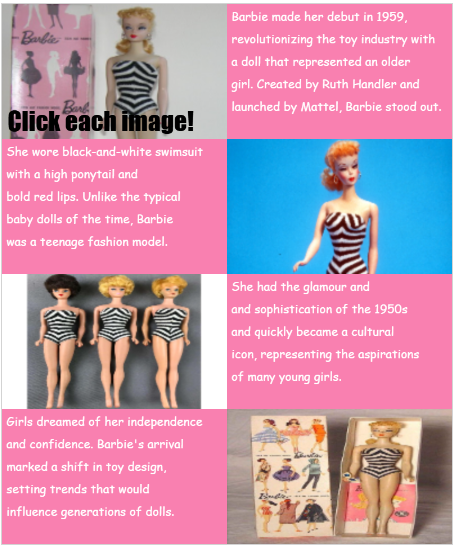 Barbie
Barb
Click each image!
Barbie made her debut in 1959,
revolutionizing the toy industry with
a doll that represented an older
girl. Created by Ruth Handler and
launched by Mattel, Barbie stood out.
She wore black-and-white swimsuit
with a high ponytail and
bold red lips. Unlike the typical
baby dolls of the time, Barbie
was a teenage fashion model.
She had the glamour and
and sophistication of the 1950s
and quickly became a cultural
icon, representing the aspirations
of many young girls.
Girls dreamed of her independence
and confidence. Barbie's arrival
marked a shift in toy design,
setting trends that would
influence generations of dolls.
Barbie
Barbie